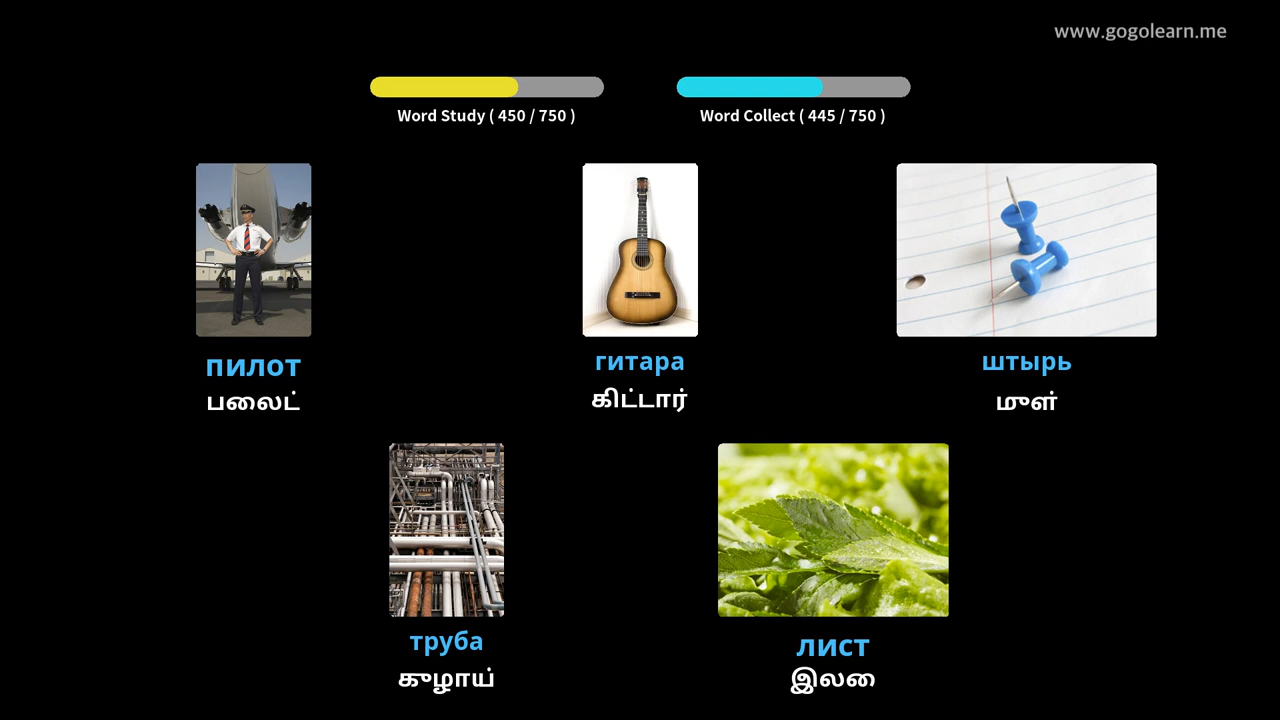 www.gogolearn.me
Word Study ( 450 / 750 )
Word Collect ( 445 / 750 )
пилот
பலைட்
гитара
கிட்டார்
штырь
முள்
труба
குழாய்
лист
இலை